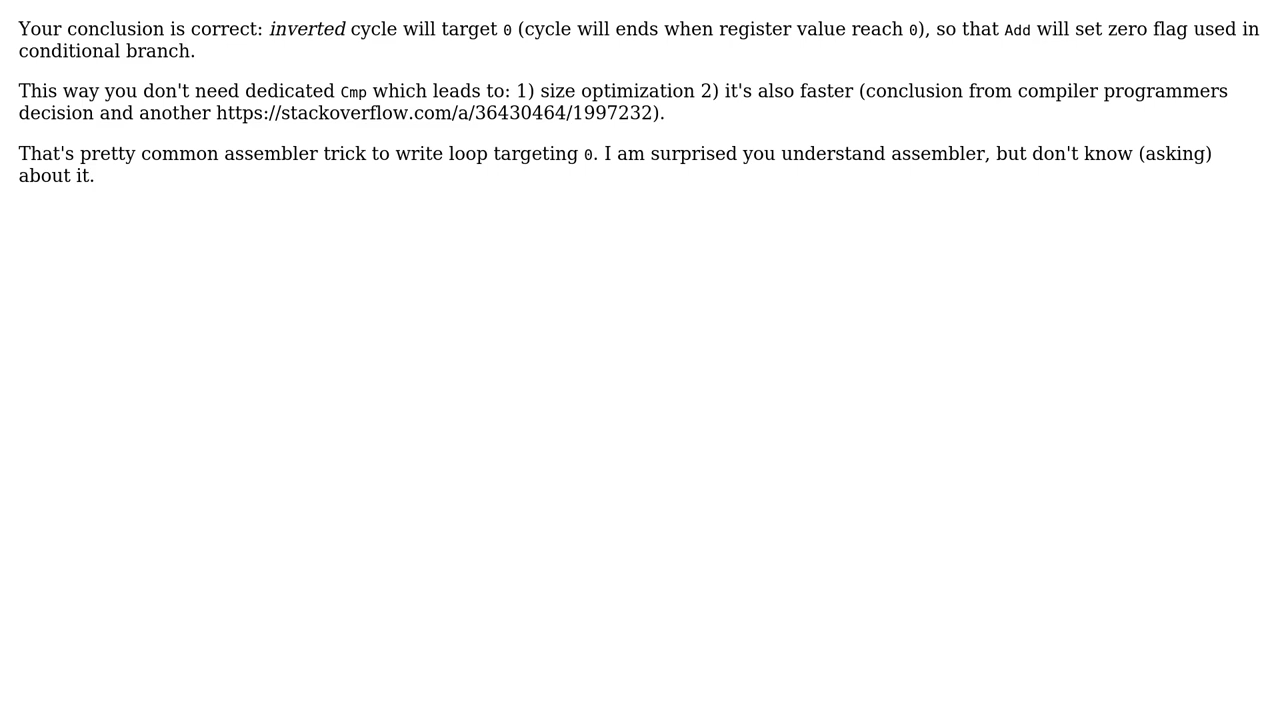 Your conclusion is correct: inverted cycle will target 0 (cycle will ends when register value reach 0), so that Add will set zero flag used in
conditional branch.
This way you don't need dedicated Cmp which leads to: 1) size optimization 2) it's also faster (conclusion from compiler programmers
decision and another https://stackoverflow.com/a/36430464/1997232).
That's pretty common assembler trick to write loop targeting 0. I am surprised you understand assembler, but don't know (asking)
about it.